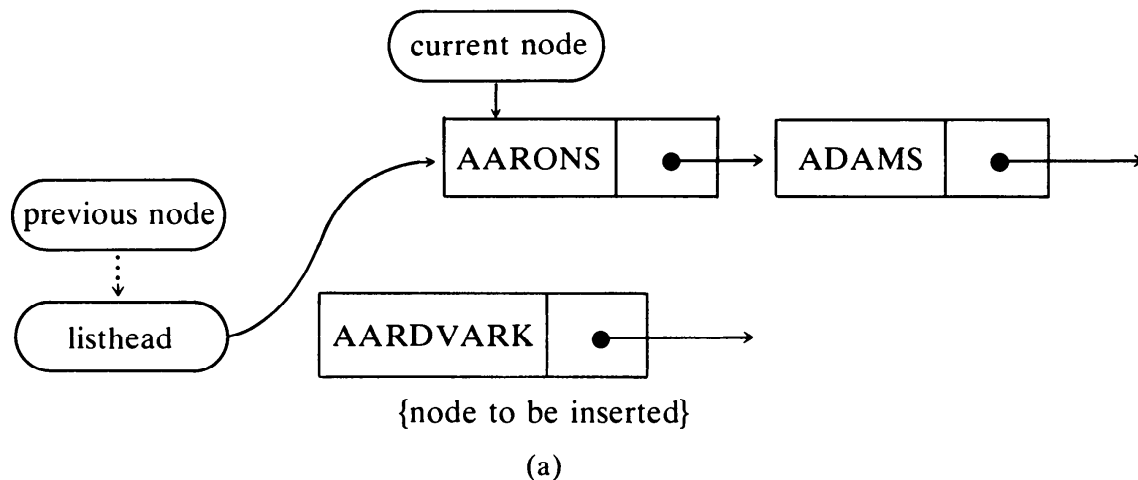 current node
AARONS
ADAMS
previous node
listhead
AARDVARK
{node to be inserted}
(a)